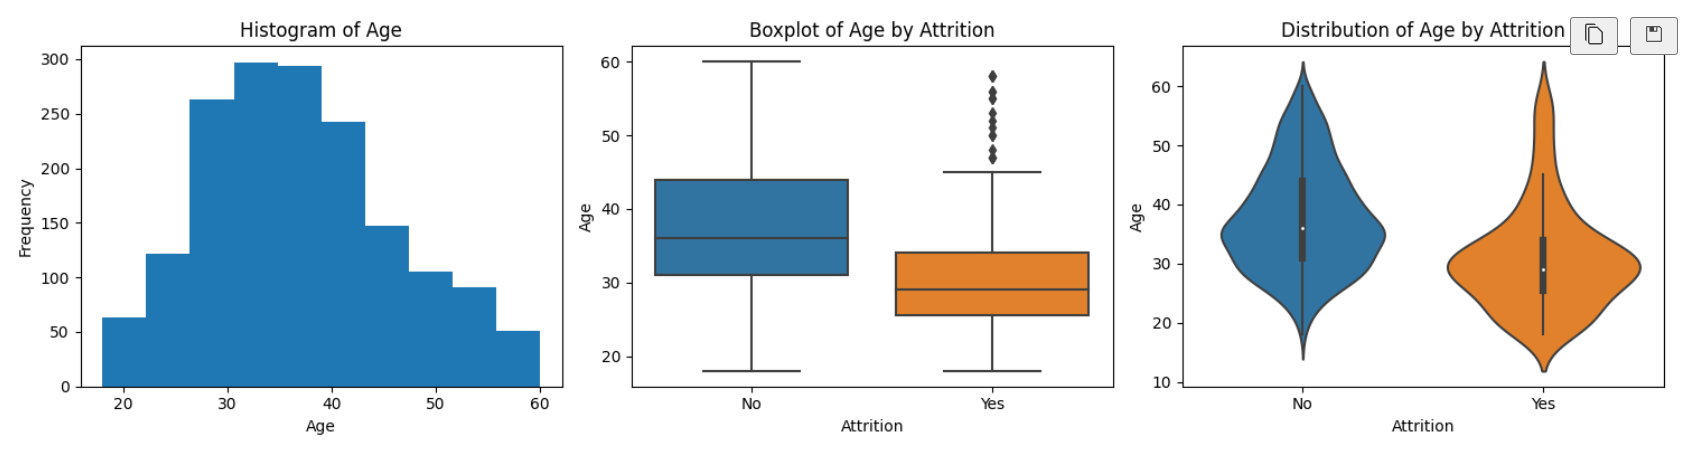 Histogram of Age
300
250
200
150
100
50
0
Frequency
20 30 40 50 60
Age
Boxplot of Age by Attrition
60
50
40
30
20
Age
No Yes
Attrition
Distribution of Age by Attrition
60
50
40
30
20
10
Age
No Yes
Attrition